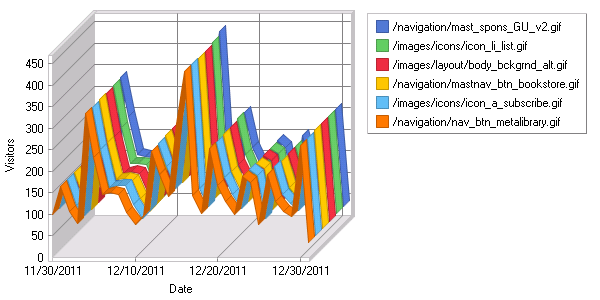 /navigation/mast_spons_GU_v2.gif
/images/icons/icon_li_list.gif
/images/layout/body_bckgrnd_alt.gif
/navigation/mastnav_btn_bookstore.gif
/images/icons/icon_a_subscribe.gif
/navigation/nav_btn_metalibrary.gif
Visitors
450
400
350
300
250
200
150
100
50
0
11/30/2011 12/10/2011 12/20/2011 12/30/2011
Date